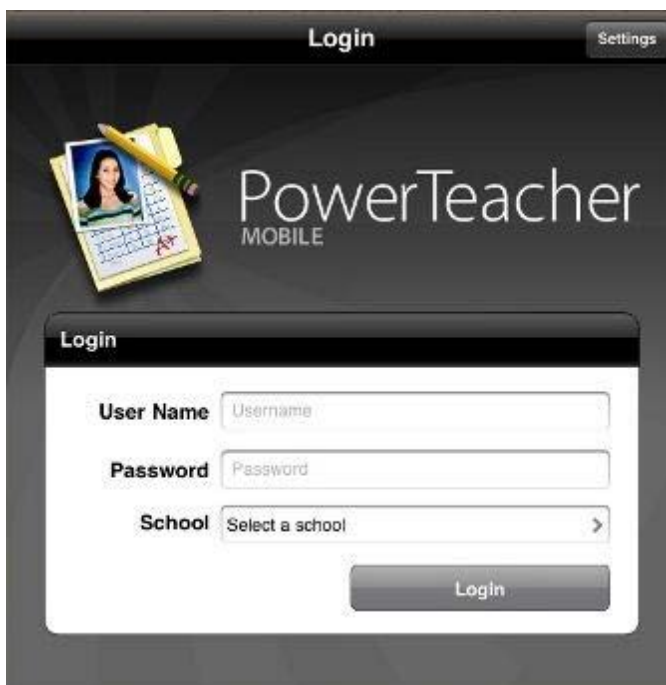 Login
Settings
A+
PowerTeacher
MOBILE
Login
User Name
Username
Password
Password
School
Select a school
Login